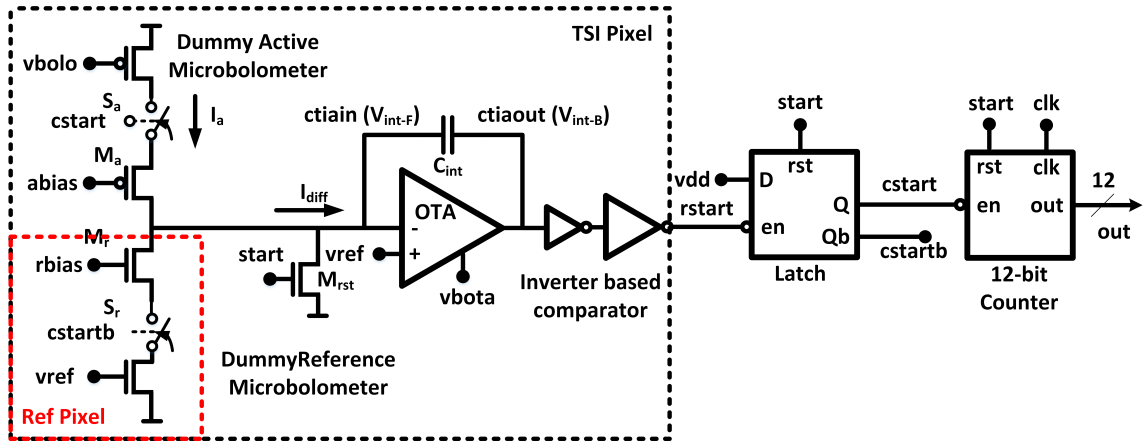 TSI Pixel
Dummy Active
Microbolometer
vbolo
Sa
cstart
Ia
Ma
abias
ctiain (Vint-F)
ctiaout (Vint-B)
Cint
Idiff
OTA
-
+
vref
vbota
start
Mrst
Mr
rbias
Sr
cstartb
vref
Ref Pixel
DummyReference
Microbolometer
Inverter based
comparator
rstart
vdd
start
rst
D
en
Q
Qb
Latch
cstart
cstartb
start
clk
rst
clk
en
out
12-bit
Counter
12
out